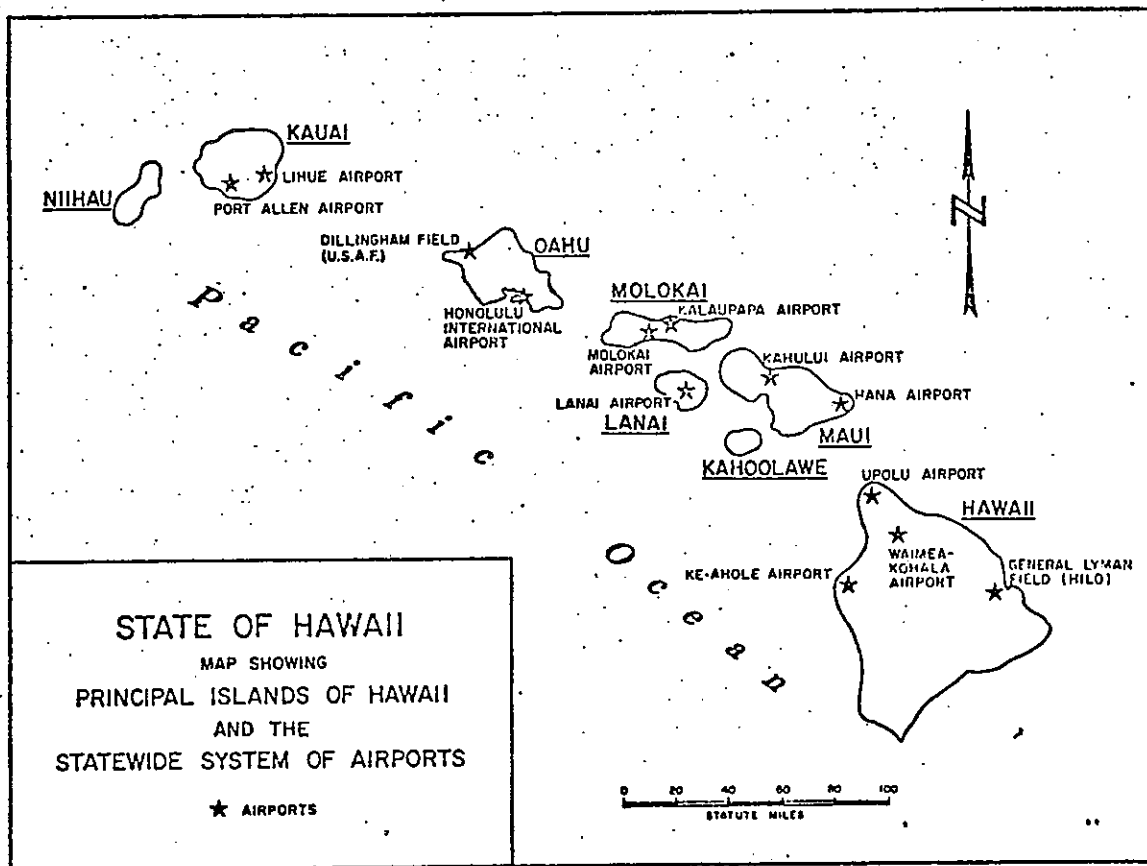 KAUAI
LIHUE AIRPORT
NIIHAU
PORT ALLEN AIRPORT
DILLINGHAM FIELD
(U.S.A.F.)
OAHU
HONOLULU
INTERNATIONAL
AIRPORT
MOLOKAI
KALAUPAPA AIRPORT
MOLOKAI
AIRPORT
KAHULUI AIRPORT
LANAI AIRPORT
LANAI
HANA AIRPORT
MAUI
KAHOOLAWE
UPOLU AIRPORT
HAWAII
WAIMEA-
KOHALA
AIRPORT
KE-AHOLE AIRPORT
GENERAL LYMAN
FIELD (HILO)
N
Pacific
Ocean
STATE OF HAWAII
MAP SHOWING
PRINCIPAL ISLANDS OF HAWAII
AND THE
STATEWIDE SYSTEM OF AIRPORTS
★ AIRPORTS
0 20 40 60 80 100
STATUTE MILES